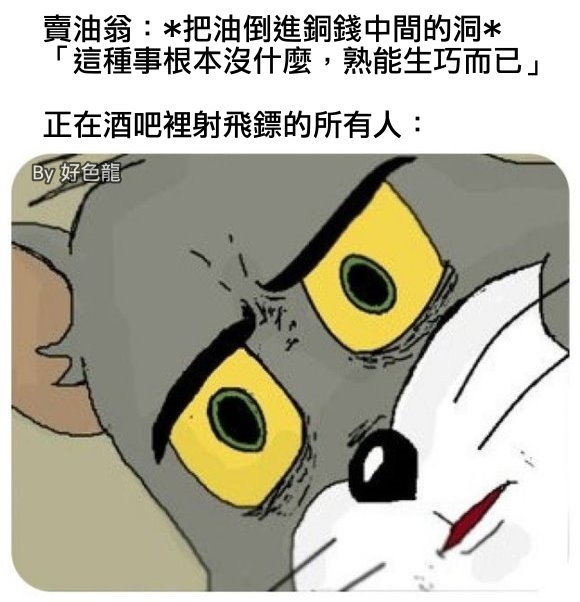 賣油翁：*把油倒進銅錢中間的洞*
「這種事根本沒什麼，熟能生巧而已」
正在酒吧裡射飛鏢的所有人：
By 好色龍